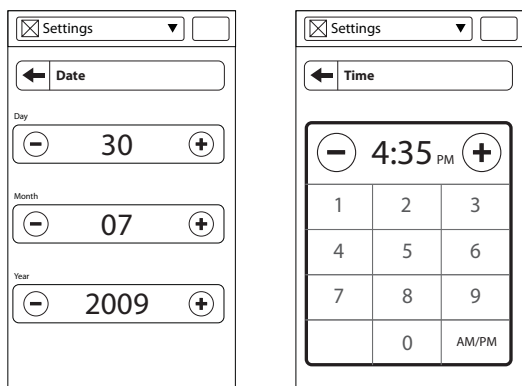 Settings
Date
Day
30
Month
07
Year
2009
Settings
Time
4:35 PM
1 2 3
4 5 6
7 8 9
0 AM/PM